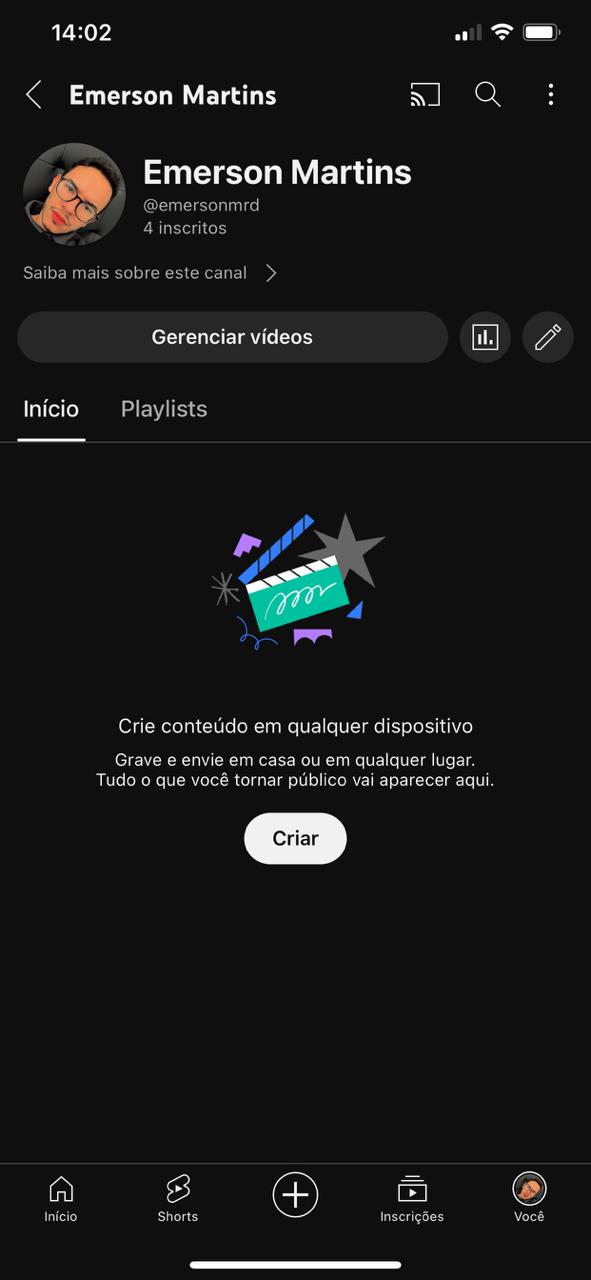 14:02
Emerson Martins
Emerson Martins
@emersonmrd
4 inscritos
Saiba mais sobre este canal
Gerenciar vídeos
Início
Playlists
Crie conteúdo em qualquer dispositivo
Grave e envie em casa ou em qualquer lugar.
Tudo o que você tornar público vai aparecer aqui.
Criar
Início
Shorts
Inscrições
Você